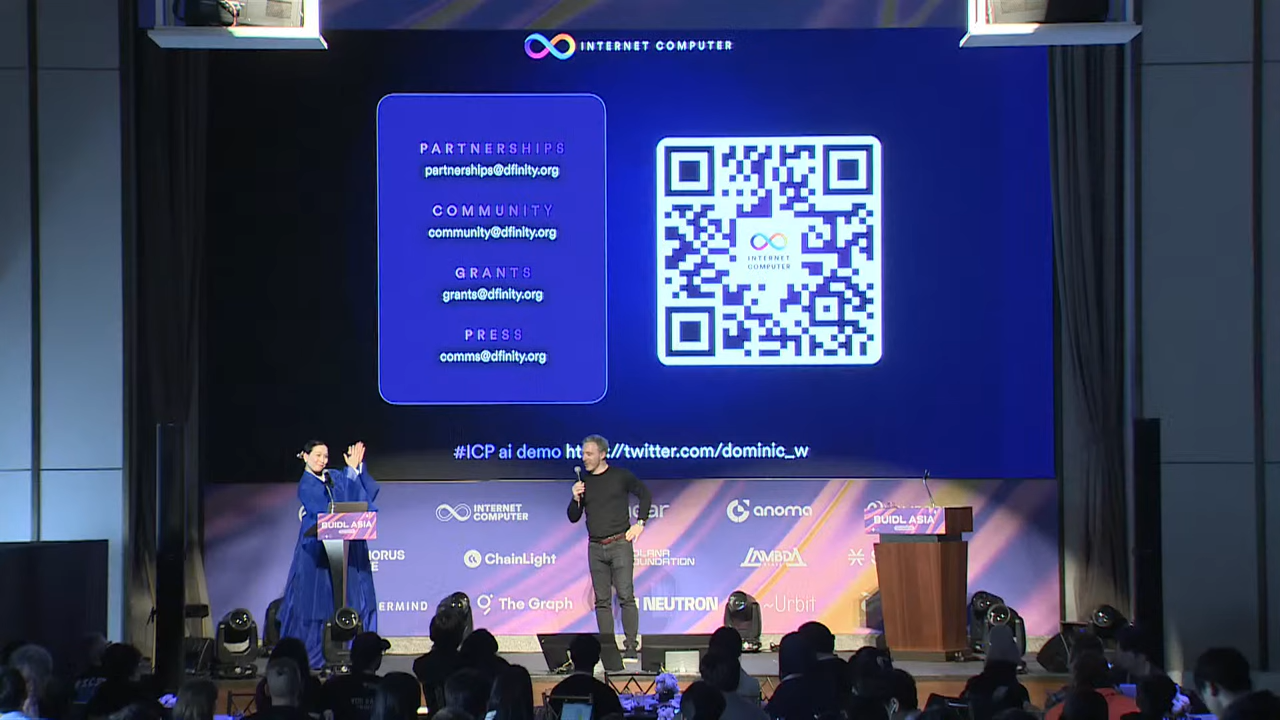 INTERNET COMPUTER
PARTNERSHIPS
partnerships@dfinity.org
COMMUNITY
community@dfinity.org
GRANTS
grants@dfinity.org
PRESS
comms@dfinity.org
INTERNET
COMPUTER
#ICP ai demo ht //twitter.com/dominic_w
INTERNET
COMPUTER
anoma
BUIDL ASIA
BUIDL ASIA
ChainLight
LAMBDA
The Graph
NEUTRON
~Urbit